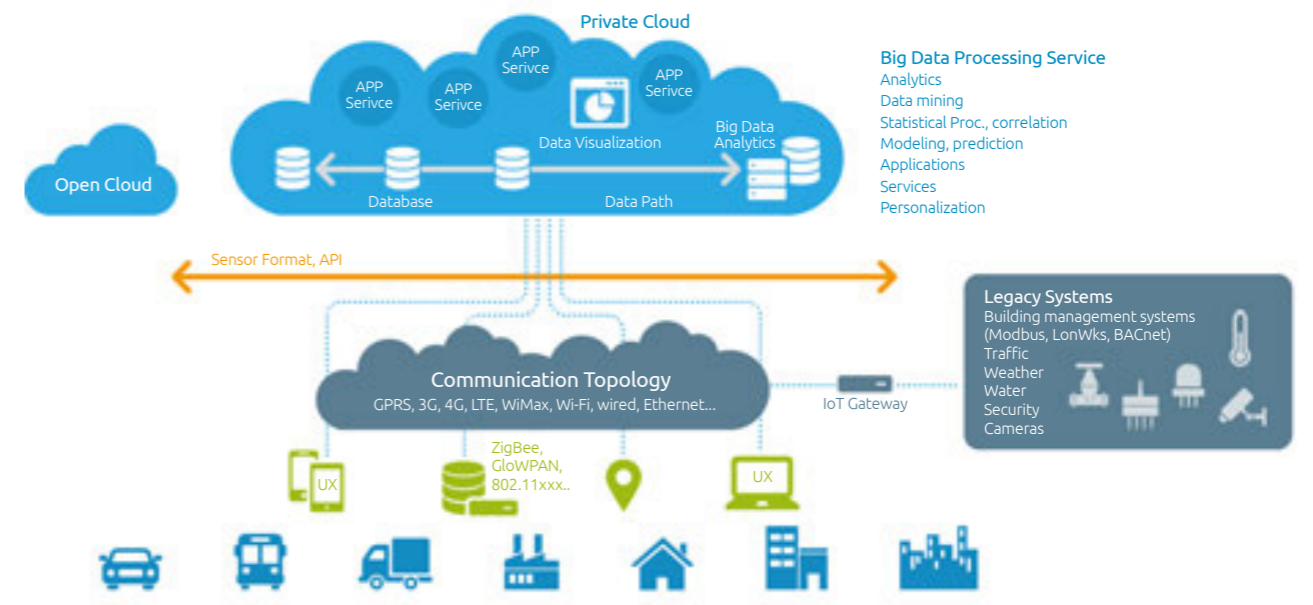 Private Cloud
APP
Serivce
APP
Serivce
APP
Serivce
APP
Serivce
Data Visualization
Big Data
Analytics
Database
Data Path
Open Cloud
Big Data Processing Service
Analytics
Data mining
Statistical Proc., correlation
Modeling, prediction
Applications
Services
Personalization
Sensor Format, API
Communication Topology
GPRS, 3G, 4G, LTE, WiMax, Wi-Fi, wired, Ethernet...
IoT Gateway
Legacy Systems
Building management systems
(Modbus, LonWks, BACnet)
Traffic
Weather
Water
Security
Cameras
UX
ZigBee,
GloWPAN,
802.11xxx..
UX